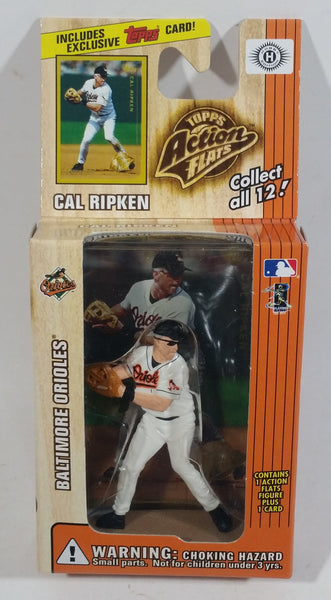 INCLUDES
EXCLUSIVE Topps CARD!
CAL RIPKEN
H
TOPPS
Action
FLATS
Collect
all 12!
CAL RIPKEN
Orioles
BALTIMORE ORIOLES®
Orioles
CONTAINS
1 ACTION
FLATS
FIGURE
PLUS
1 CARD
! WARNING: CHOKING HAZARD
Small parts. Not for children under 3 yrs.